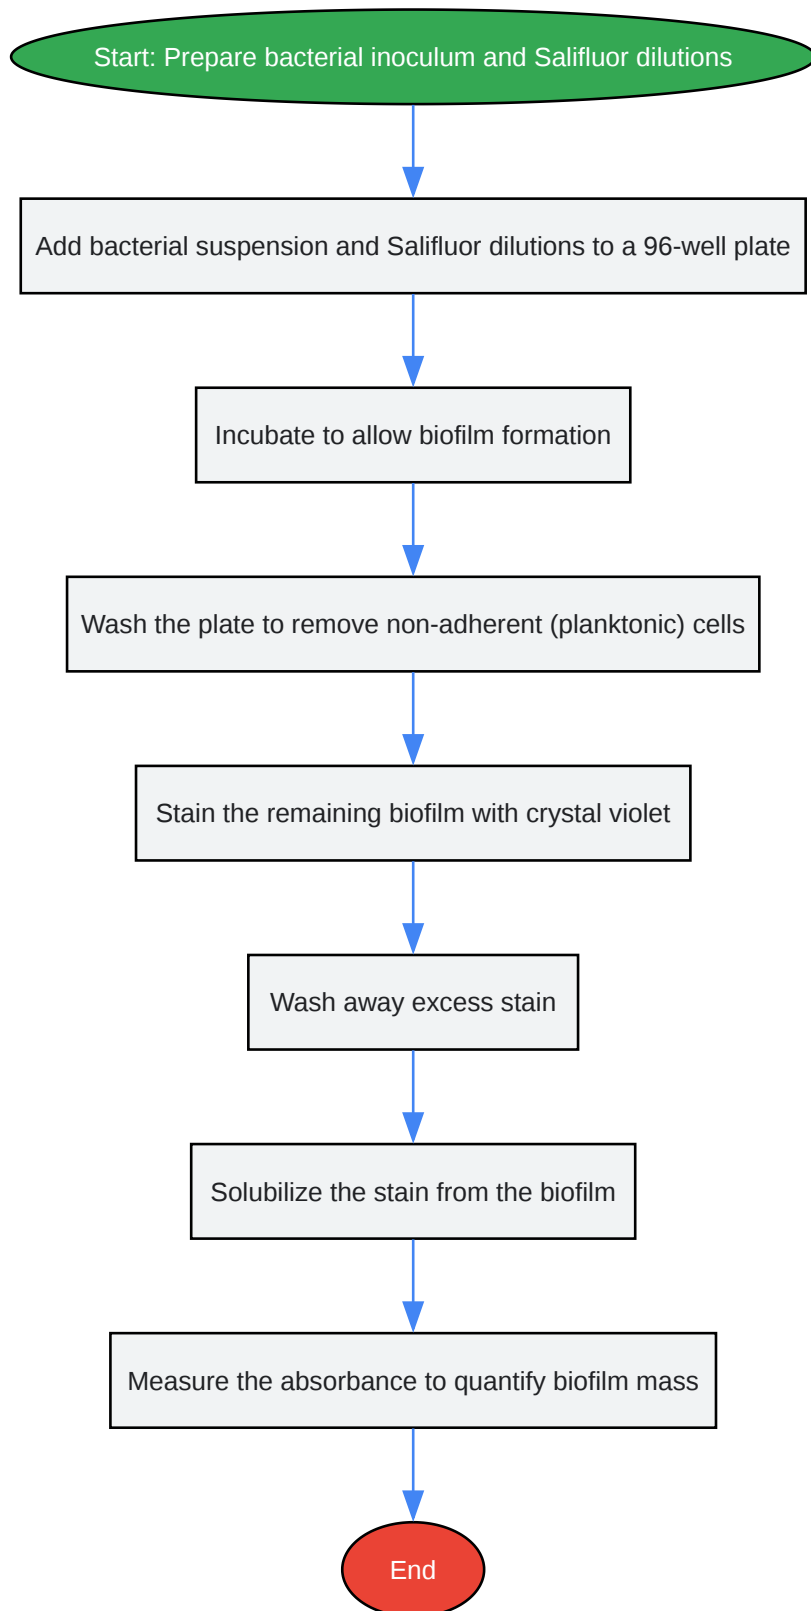 Start: Prepare bacterial inoculum and Salifluor dilutions
Add bacterial suspension and Salifluor dilutions to a 96-well plate
Incubate to allow biofilm formation
Wash the plate to remove non-adherent (planktonic) cells
Stain the remaining biofilm with crystal violet
Wash away excess stain
Solubilize the stain from the biofilm
Measure the absorbance to quantify biofilm mass
End